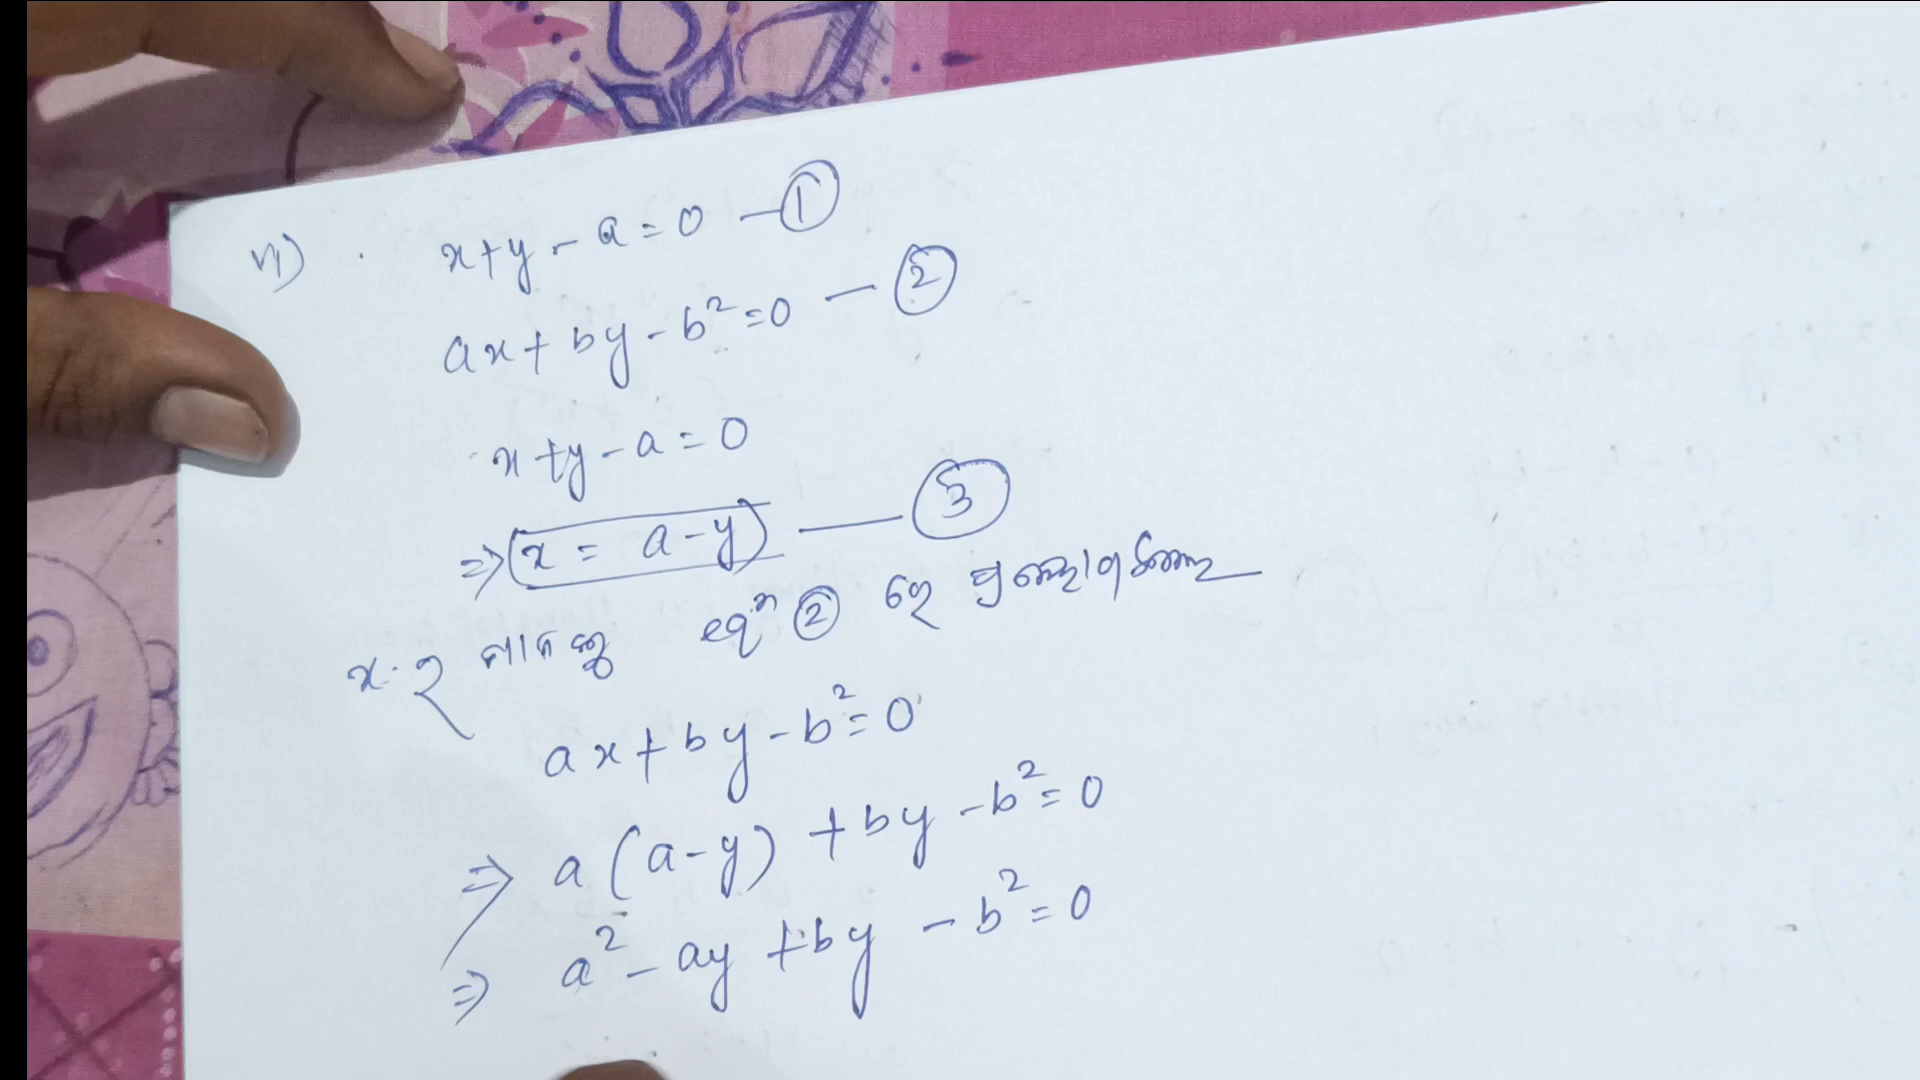 vi) x+y-a=0 —①
ax+by-b²=0 —②
x+y-a=0
⇒ x = a-y —③
x ର ମାନକୁ eqⁿ ② ରେ ପ୍ରୟୋଗ କଲେ
ax+by-b²=0
⇒ a(a-y)+by-b²=0
⇒ a²-ay+by-b²=0